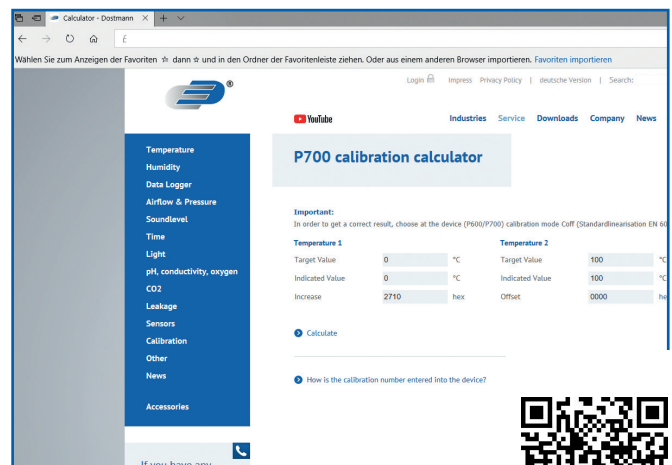 Calculator - Dostmann
Wählen Sie zum Anzeigen der Favoriten ☆ dann ☆ und in den Ordner der Favoritenleiste ziehen. Oder aus einem anderen Browser importieren. Favoriten importieren
Login Impress Privacy Policy | deutsche Version | Search:
YouTube Industries Service Downloads Company News
P700 calibration calculator
Temperature
Humidity
Data Logger
Airflow & Pressure
Soundlevel
Time
Light
pH, conductivity, oxygen
CO2
Leakage
Sensors
Calibration
Other
News
Accessories
If you have any
Important:
In order to get a correct result, choose at the device (P600/P700) calibration mode Coff (Standardlinearisation EN 60
Temperature 1 Temperature 2
Target Value 0 °C Target Value 100 °C
Indicated Value 0 °C Indicated Value 100 °C
Increase 2710 hex Offset 0000 he
Calculate
How is the calibration number entered into the device?